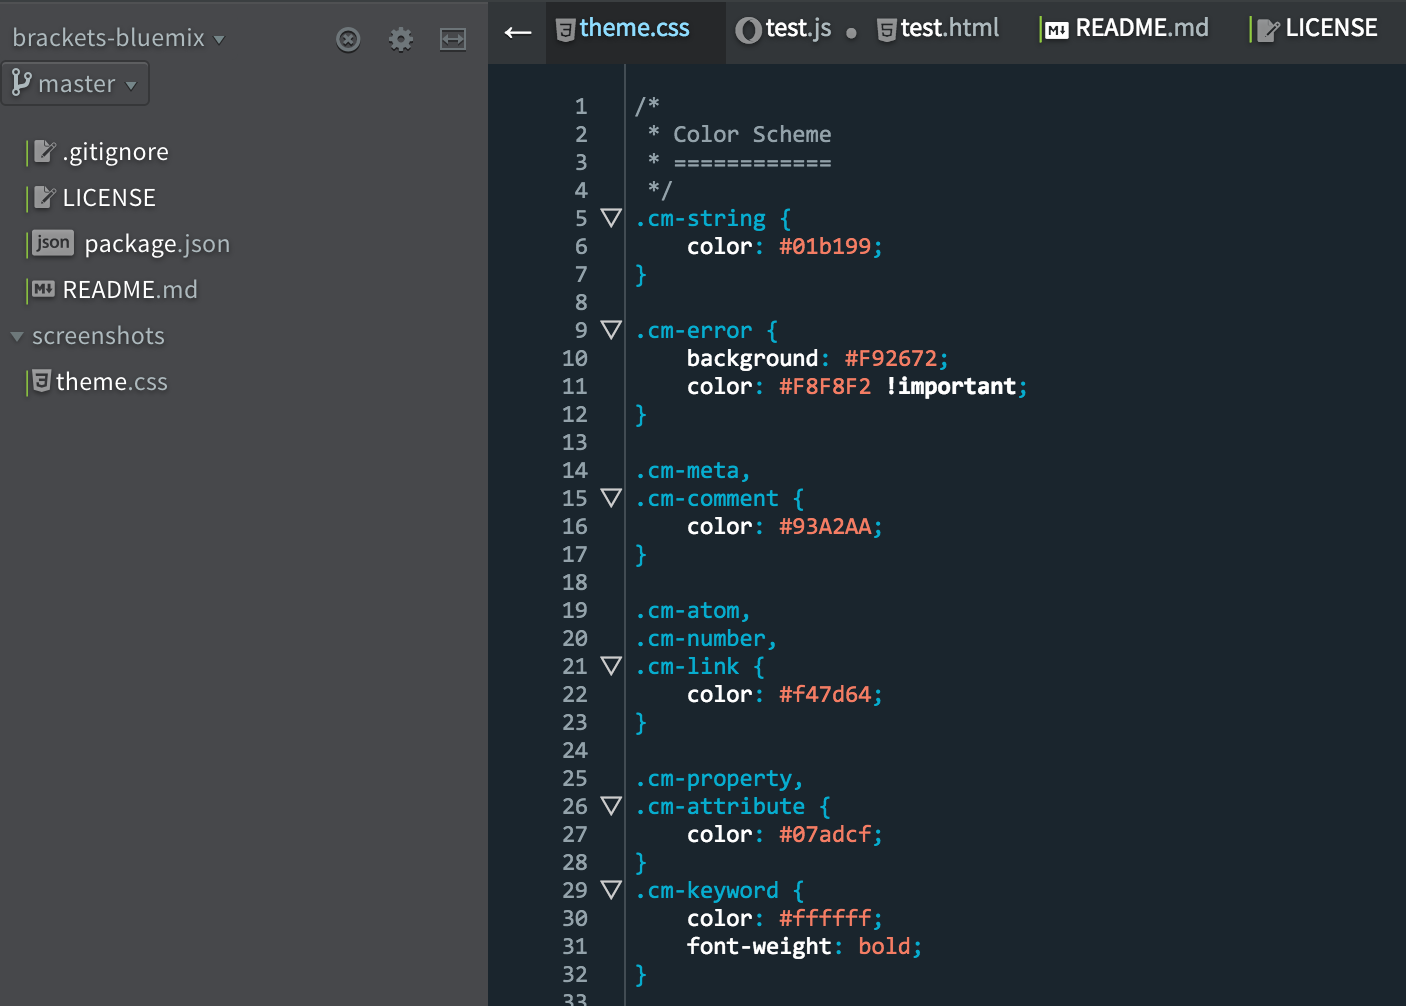 brackets-bluemix
master
.gitignore
LICENSE
json package.json
README.md
screenshots
theme.css
theme.css test.js test.html README.md LICENSE
1 /*
2 * Color Scheme
3 * ============
4 */
5 .cm-string {
6 color: #01b199;
7 }
8
9 .cm-error {
10 background: #F92672;
11 color: #F8F8F2 !important;
12 }
13
14 .cm-meta,
15 .cm-comment {
16 color: #93A2AA;
17 }
18
19 .cm-atom,
20 .cm-number,
21 .cm-link {
22 color: #f47d64;
23 }
24
25 .cm-property,
26 .cm-attribute {
27 color: #07adcf;
28 }
29 .cm-keyword {
30 color: #ffffff;
31 font-weight: bold;
32 }
33